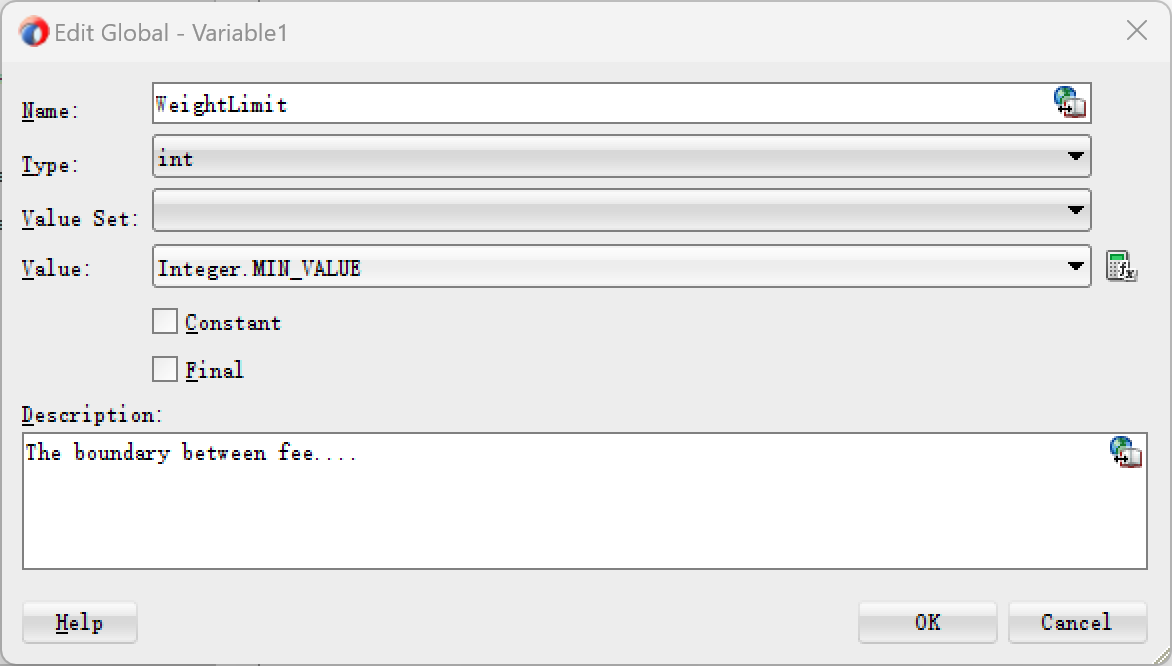 Edit Global - Variable1
Name: WeightLimit
Type: int
Value Set:
Value: Integer.MIN_VALUE
fx
Constant
Final
Description:
The boundary between fee....
Help OK Cancel